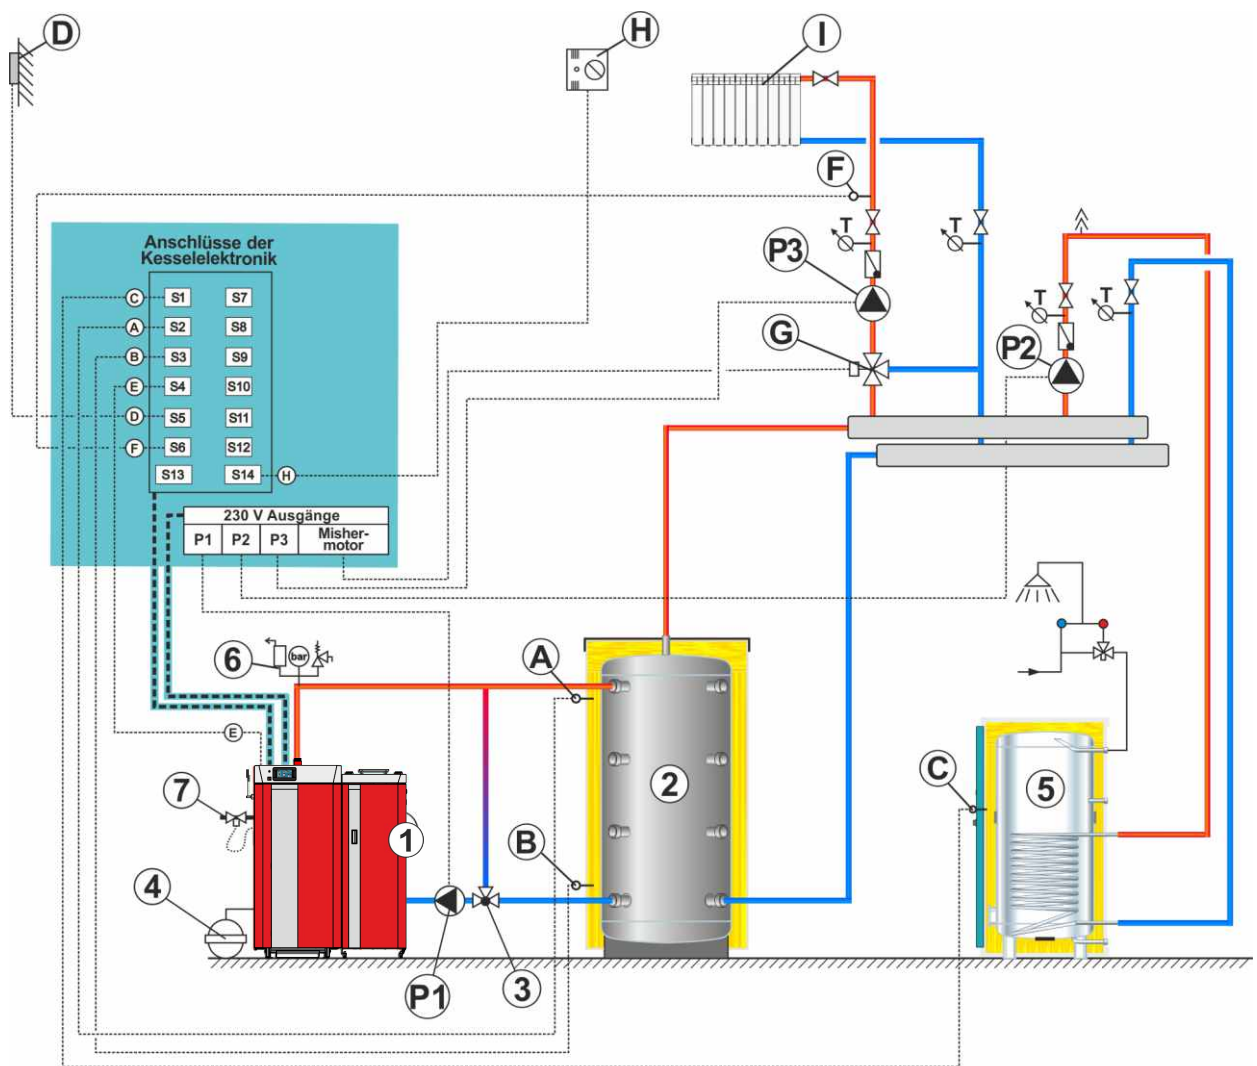 D
H
I
F
T
T
P3
G
T
T
P2
Anschlüsse der
Kesselelektronik
C S1 S7
A S2 S8
B S3 S9
E S4 S10
D S5 S11
F S6 S12
S13 S14 H
230 V Ausgänge
P1 P2 P3 Misher-
motor
6
bar
A
E
7
1
2
C
5
B
4
P1
3